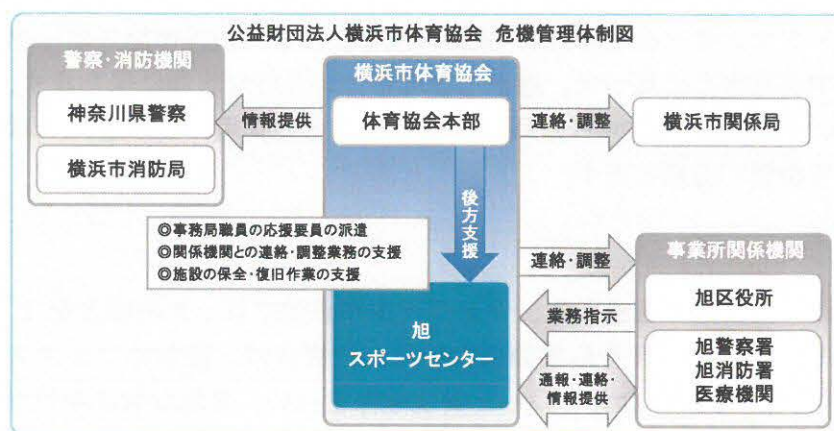 公益財団法人横浜市体育協会 危機管理体制図
警察・消防機関
神奈川県警察
横浜市消防局
情報提供
横浜市体育協会
体育協会本部
連絡・調整
横浜市関係局
後方支援
◎事務局職員の応援要員の派遣
◎関係機関との連絡・調整業務の支援
◎施設の保全・復旧作業の支援
旭
スポーツセンター
連絡・調整
業務指示
通報・連絡・
情報提供
事業所関係機関
旭区役所
旭警察署
旭消防署
医療機関